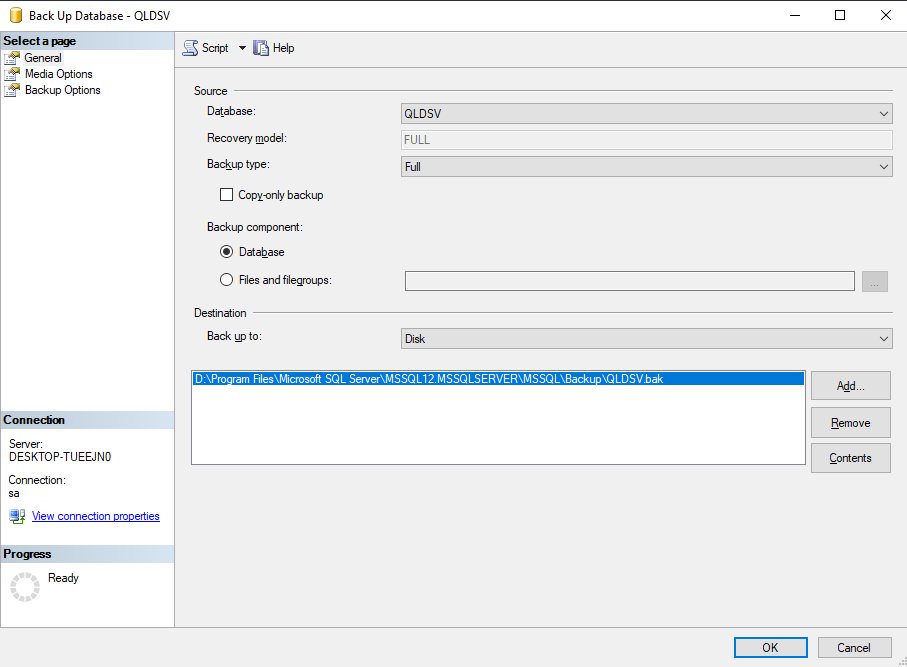 Back Up Database - QLDSV
Select a page
General
Media Options
Backup Options
Script
Help
Source
Database:
QLDSV
Recovery model:
FULL
Backup type:
Full
Copy-only backup
Backup component:
Database
Files and filegroups:
...
Destination
Back up to:
Disk
D:\Program Files\Microsoft SQL Server\MSSQL12.MSSQLSERVER\MSSQL\Backup\QLDSV.bak
Add...
Remove
Contents
Connection
Server:
DESKTOP-TUEEJN0
Connection:
sa
View connection properties
Progress
Ready
OK
Cancel